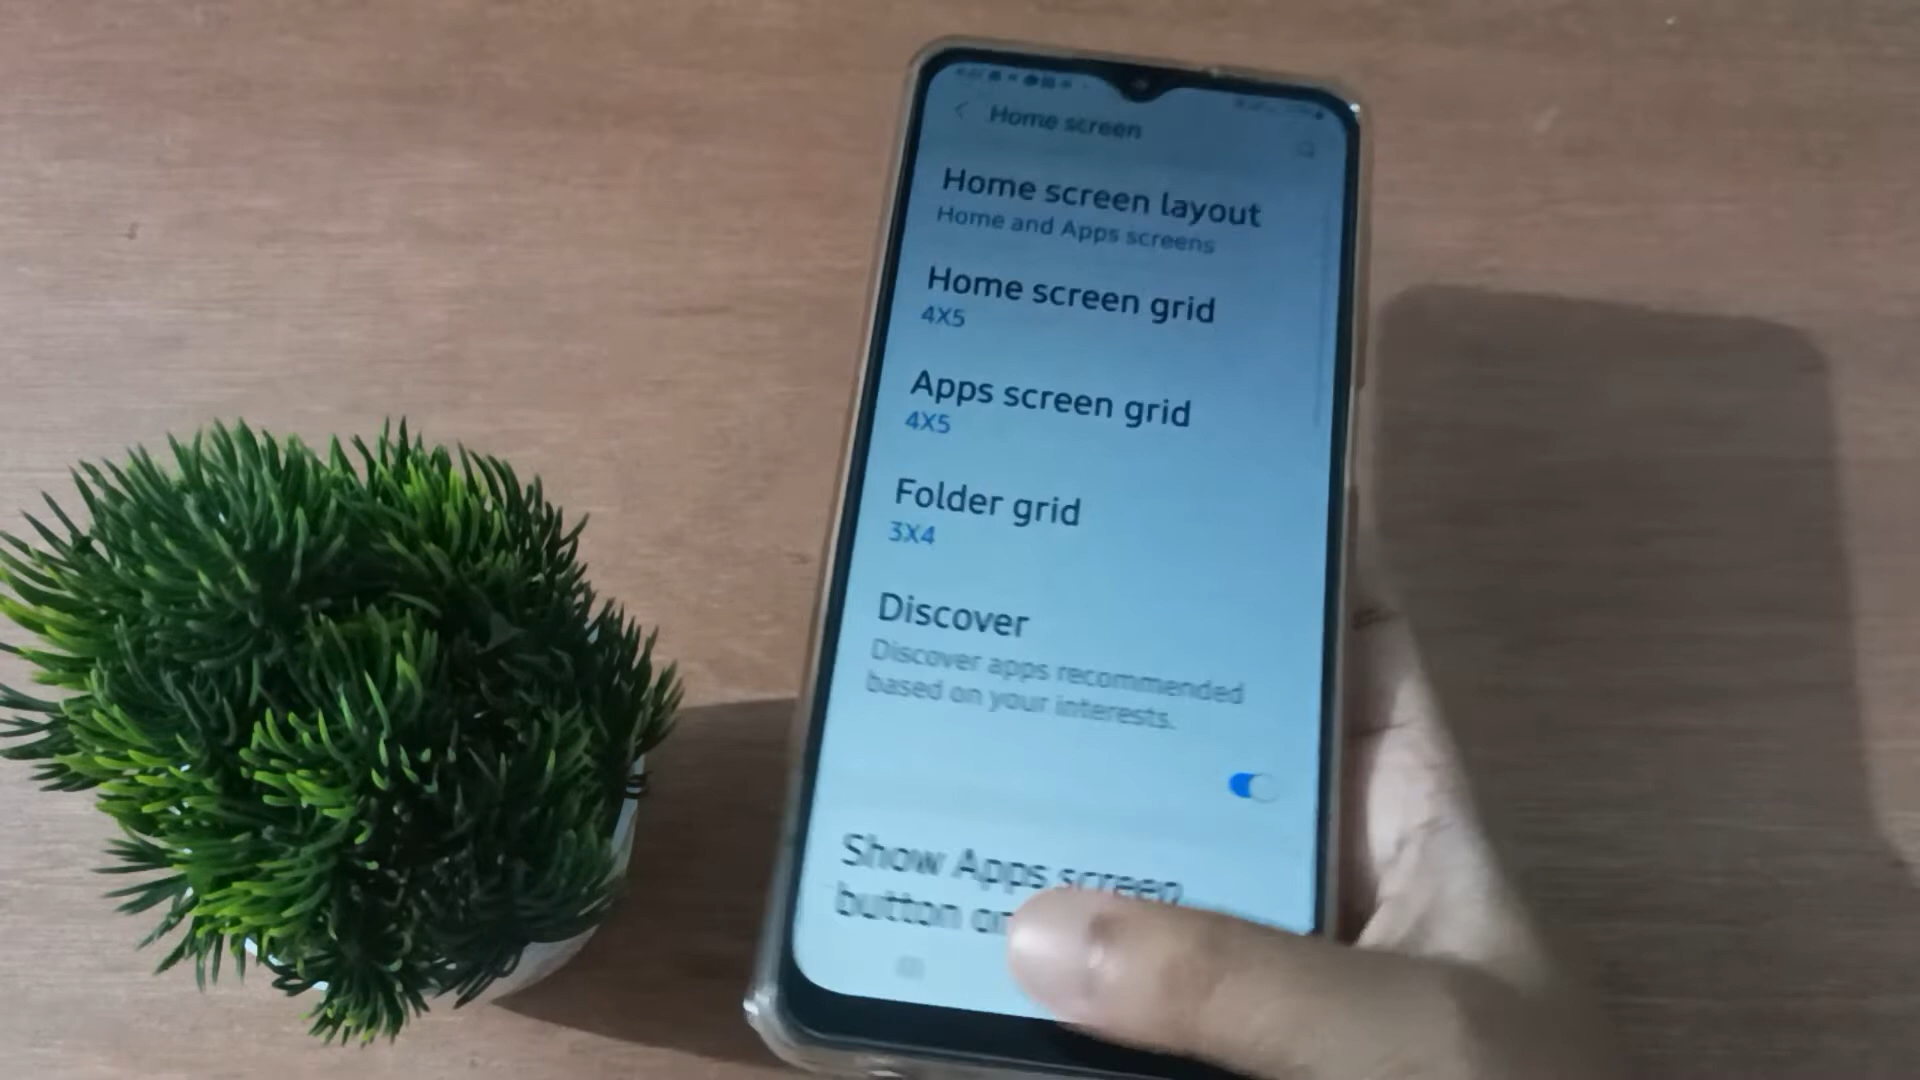 Home screen
Home screen layout
Home and Apps screens
Home screen grid
4X5
Apps screen grid
4X5
Folder grid
3X4
Discover
Discover apps recommended
based on your interests.
Show Apps screen
button on